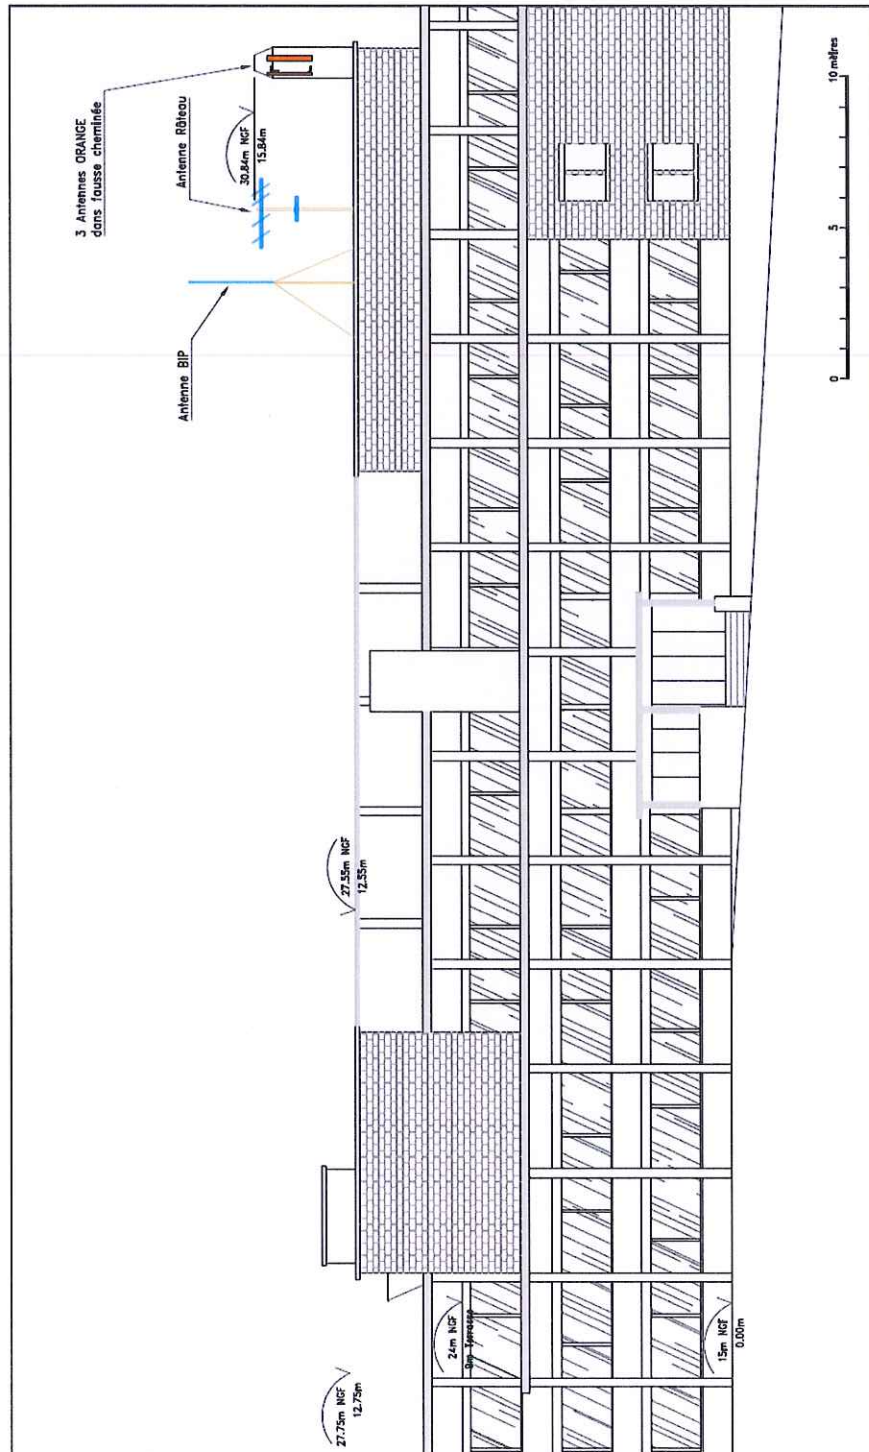 3 Antennes ORANGE
dans fausse cheminée
Antenne Râteau
Antenne BIP
30.84m NGF
15.84m
27.55m NGF
12.55m
27.75m NGF
12.75m
24m NGF
9m Terrasse
15m NGF
0.00m
0
5
10 mètres